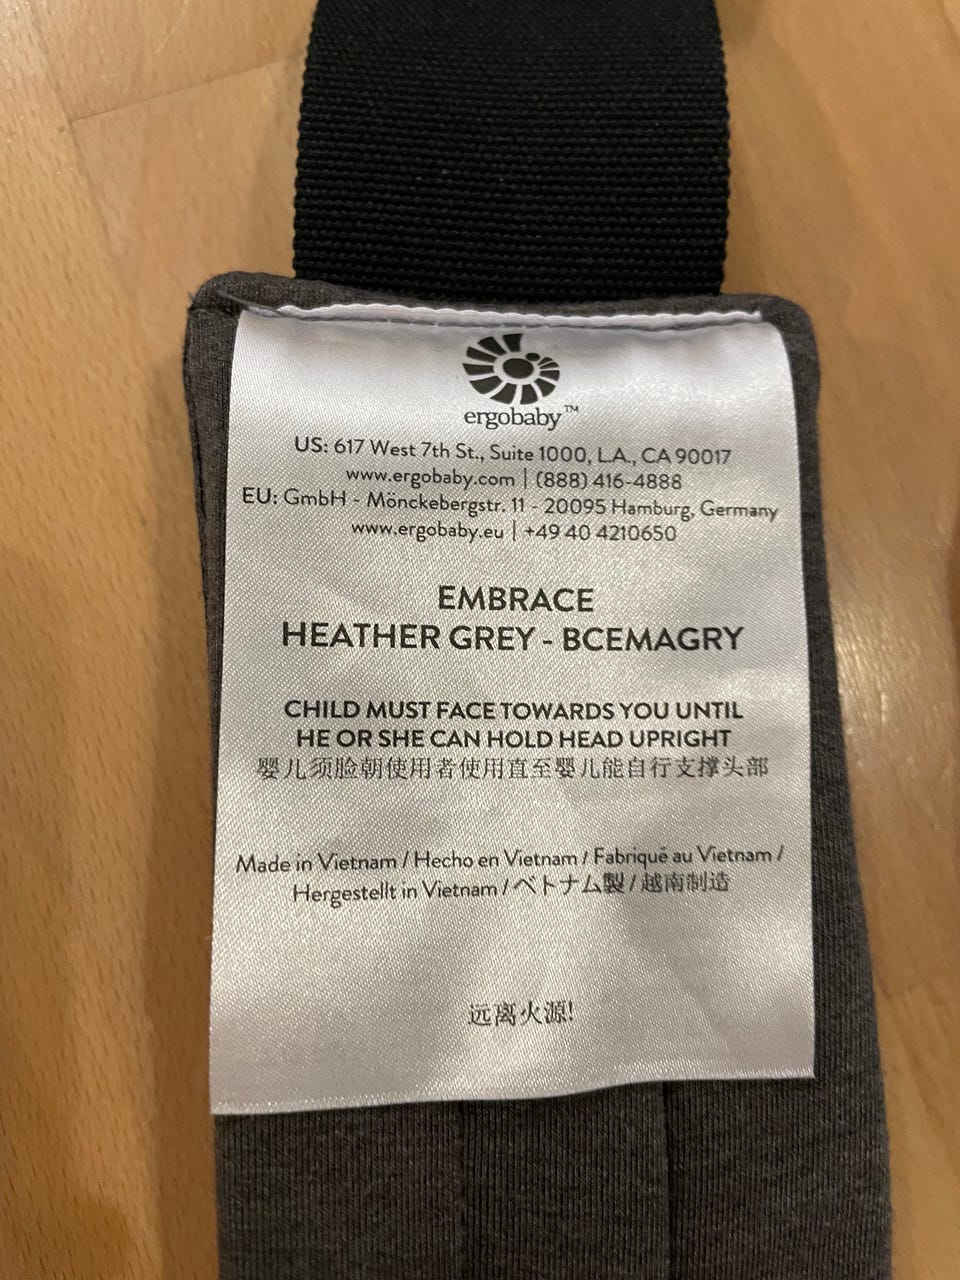 ergobaby™
US: 617 West 7th St., Suite 1000, L.A., CA 90017
www.ergobaby.com | (888) 416-4888
EU: GmbH - Mönckebergstr. 11 - 20095 Hamburg, Germany
www.ergobaby.eu | +49 40 4210650
EMBRACE
HEATHER GREY - BCEMAGRY
CHILD MUST FACE TOWARDS YOU UNTIL
HE OR SHE CAN HOLD HEAD UPRIGHT
婴儿须脸朝使用者使用直至婴儿能自行支撑头部
Made in Vietnam / Hecho en Vietnam / Fabriqué au Vietnam /
Hergestellt in Vietnam / ベトナム製 / 越南制造
远离火源!